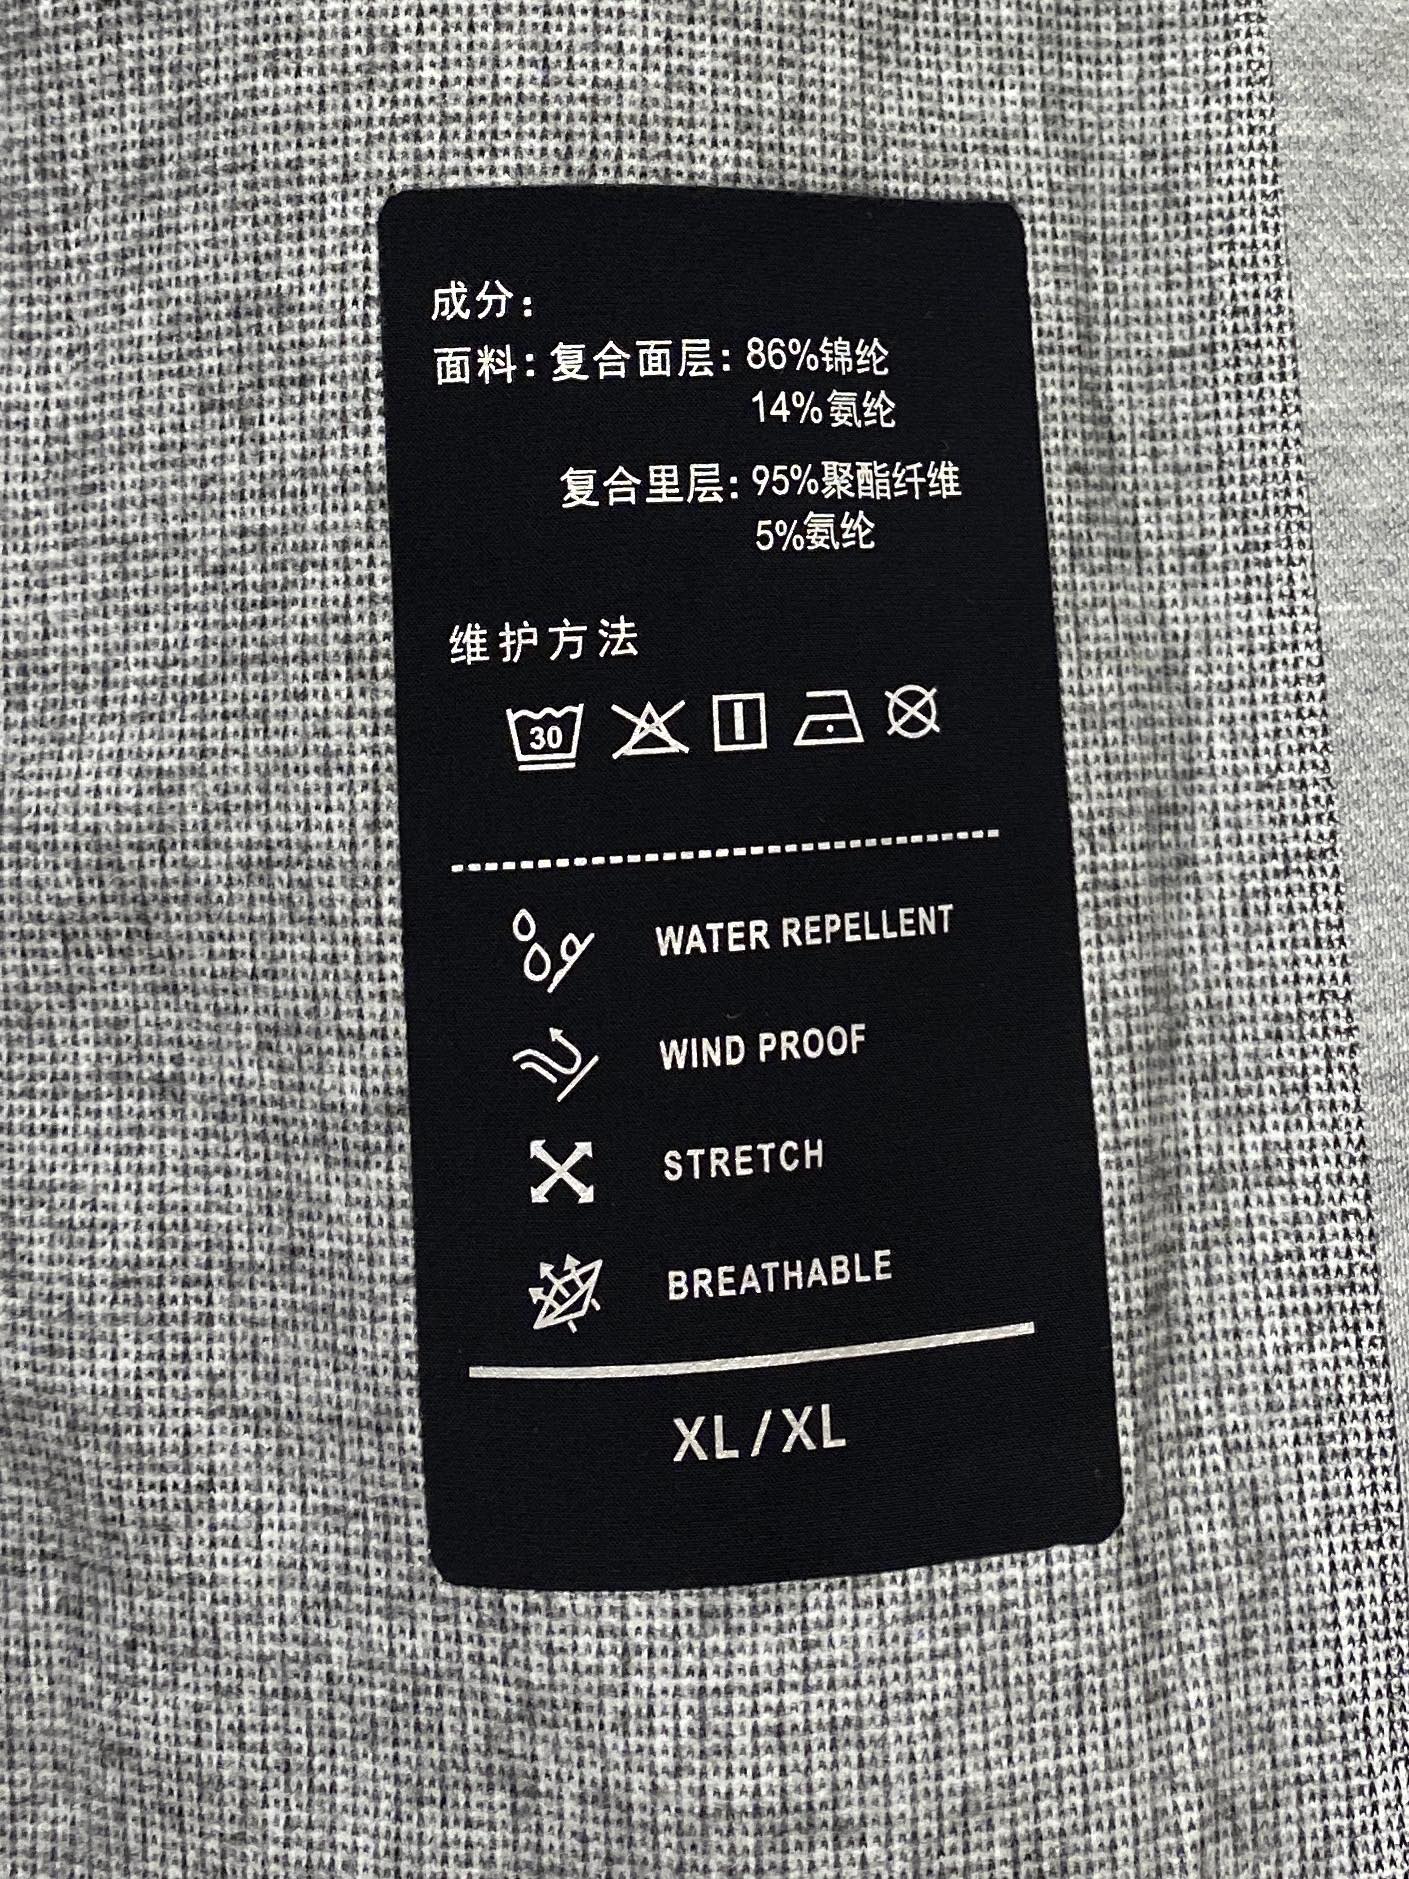 成分：
面料：复合面层：86%锦纶
14%氨纶
复合里层：95%聚酯纤维
5%氨纶
维护方法
30
WATER REPELLENT
WIND PROOF
STRETCH
BREATHABLE
XL/XL